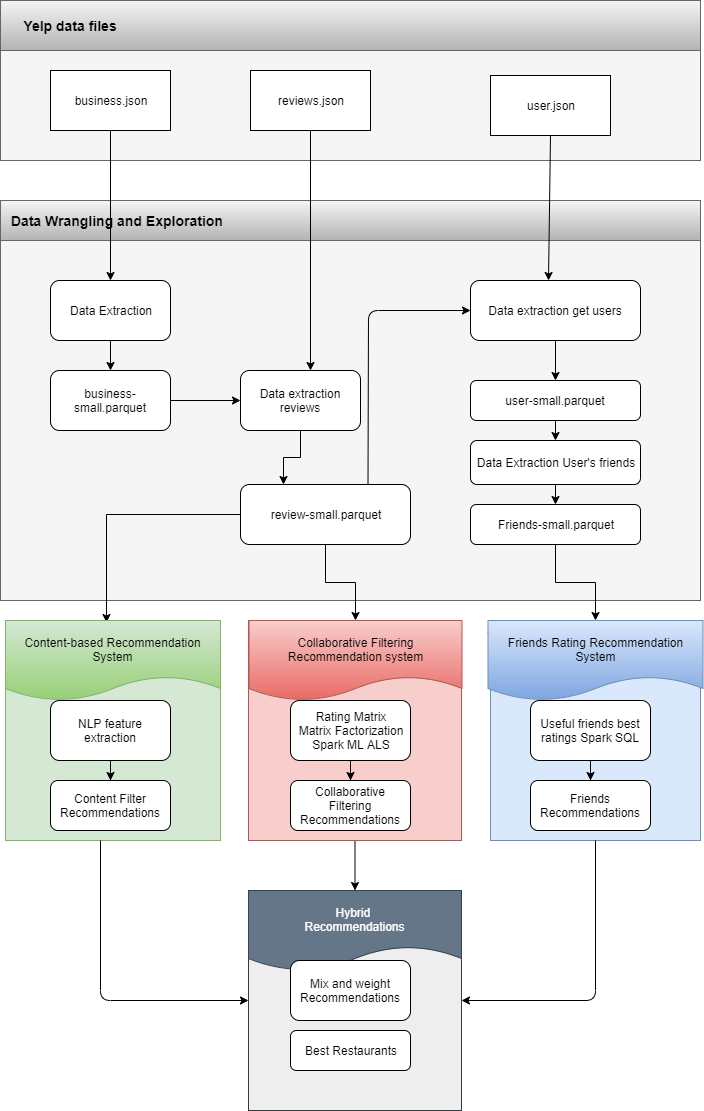 Yelp data files
business.json
reviews.json
user.json
Data Wrangling and Exploration
Data Extraction
Data extraction get users
business-
small.parquet
Data extraction
reviews
user-small.parquet
Data Extraction User's friends
review-small.parquet
Friends-small.parquet
Content-based Recommendation
System
Collaborative Filtering
Recommendation system
Friends Rating Recommendation
System
NLP feature
extraction
Rating Matrix
Matrix Factorization
Spark ML ALS
Useful friends best
ratings Spark SQL
Content Filter
Recommendations
Collaborative
Filtering
Recommendations
Friends
Recommendations
Hybrid
Recommendations
Mix and weight
Recommendations
Best Restaurants